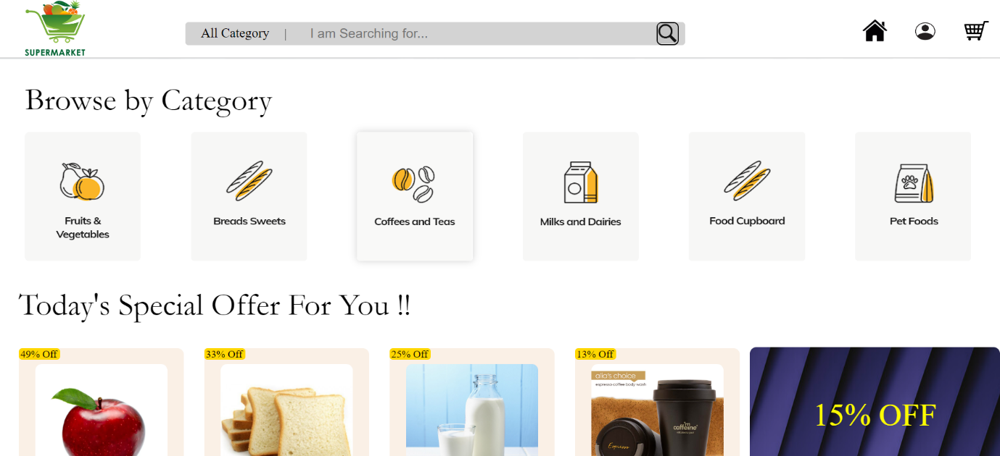 SUPERMARKET
All Category | I am Searching for...
Browse by Category
Fruits &
Vegetables
Breads Sweets
Coffees and Teas
Milks and Dairies
Food Cupboard
Pet Foods
Today's Special Offer For You !!
49% Off
33% Off
25% Off
13% Off
alia's choice
espresso coffee body wash
m
caffeine
Espresso
15% OFF